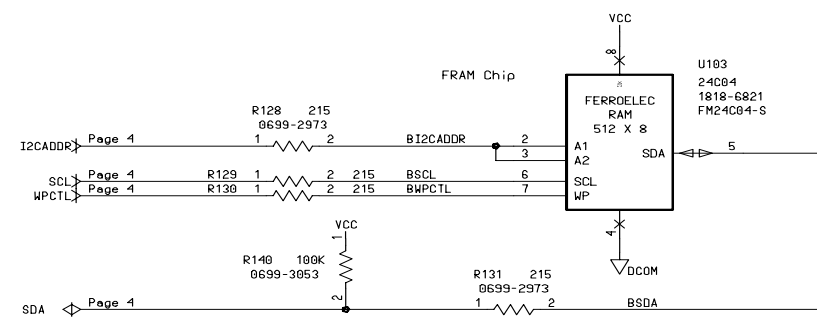 VCC
8
U103
24C04
1818-6821
FM24C04-S
FRAM Chip
FERROELEC
RAM
512 X 8
R128 215
0699-2973
I2CADDR Page 4 1 2 BI2CADDR 2 A1
3 A2
SDA 5
SCL Page 4 R129 1 2 215 BSCL 6 SCL
WPCTL Page 4 R130 1 2 215 BWPCTL 7 WP
VCC
1
4
R140 100K
0699-3053
DCOM
R131 215
0699-2973
2
SDA Page 4 1 2 BSDA